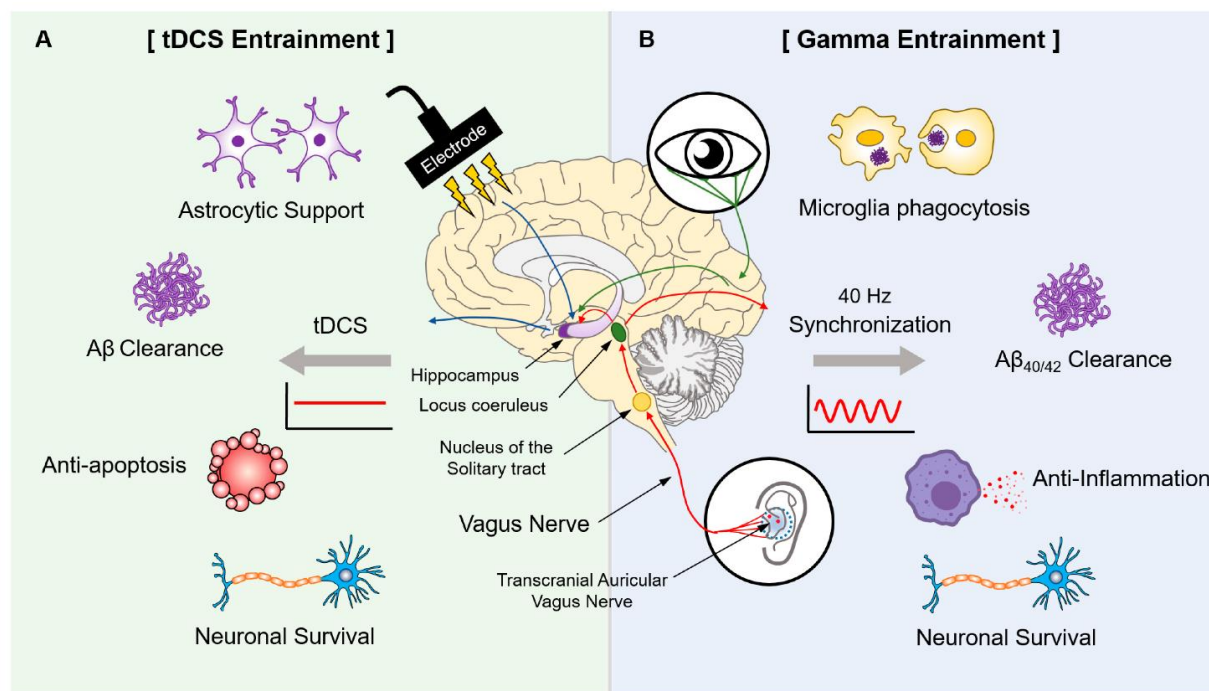 A
[ tDCS Entrainment ]
Electrode
Astrocytic Support
Aβ Clearance
tDCS
Anti-apoptosis
Neuronal Survival
Hippocampus
Locus coeruleus
Nucleus of the
Solitary tract
Vagus Nerve
Transcranial Auricular
Vagus Nerve
B
[ Gamma Entrainment ]
Microglia phagocytosis
40 Hz
Synchronization
Aβ40/42 Clearance
Anti-Inflammation
Neuronal Survival